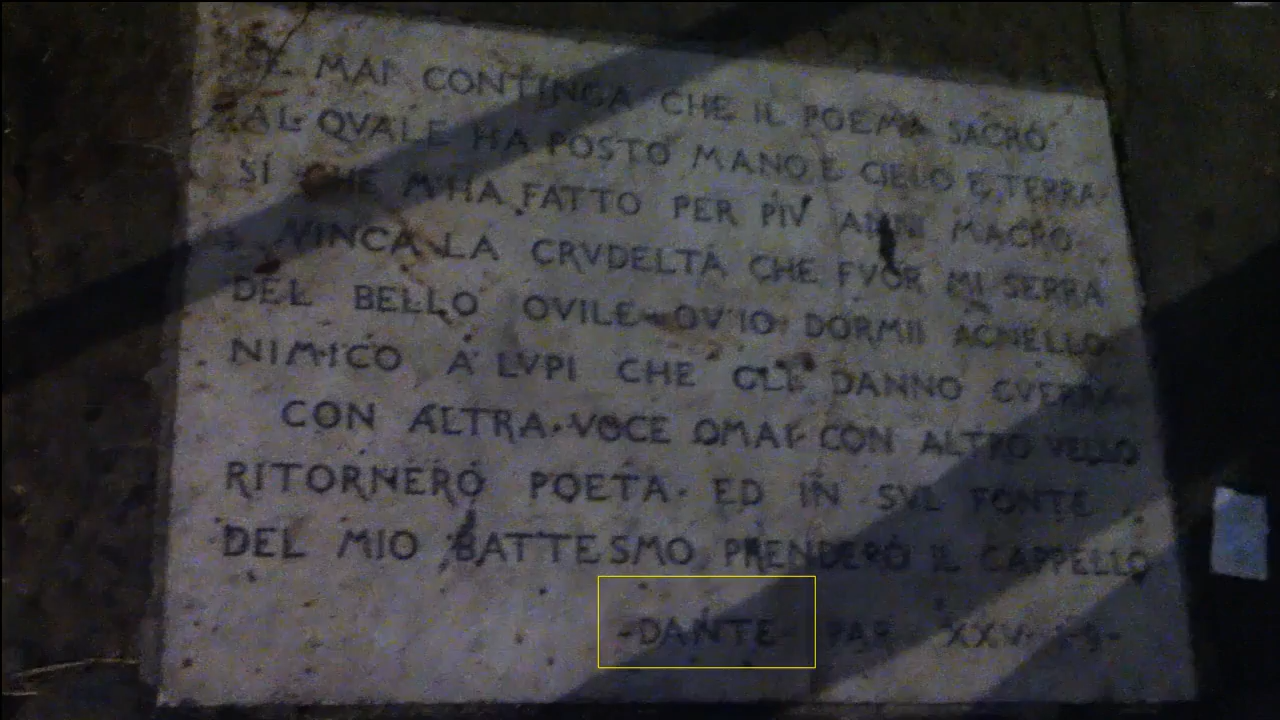 SE MAI CONTINGA CHE IL POEMA SACRO
AL QVALE HA POSTO MANO E CIELO E TERRA
SÍ CHE M'HA FATTO PER PIV ANNI MACRO
VINCA LA CRVDELTÀ CHE FVOR MI SERRA
DEL BELLO OVILE OV'IO DORMII AGNELLO
NIMICO A' LVPI CHE GLI DANNO GVERRA
CON ALTRA VOCE OMAI CON ALTRO VELLO
RITORNERÒ POETA · ED IN SVL FONTE
DEL MIO BATTESMO PRENDERÒ IL CAPPELLO
-DANTE- PAR XXV 1-9-